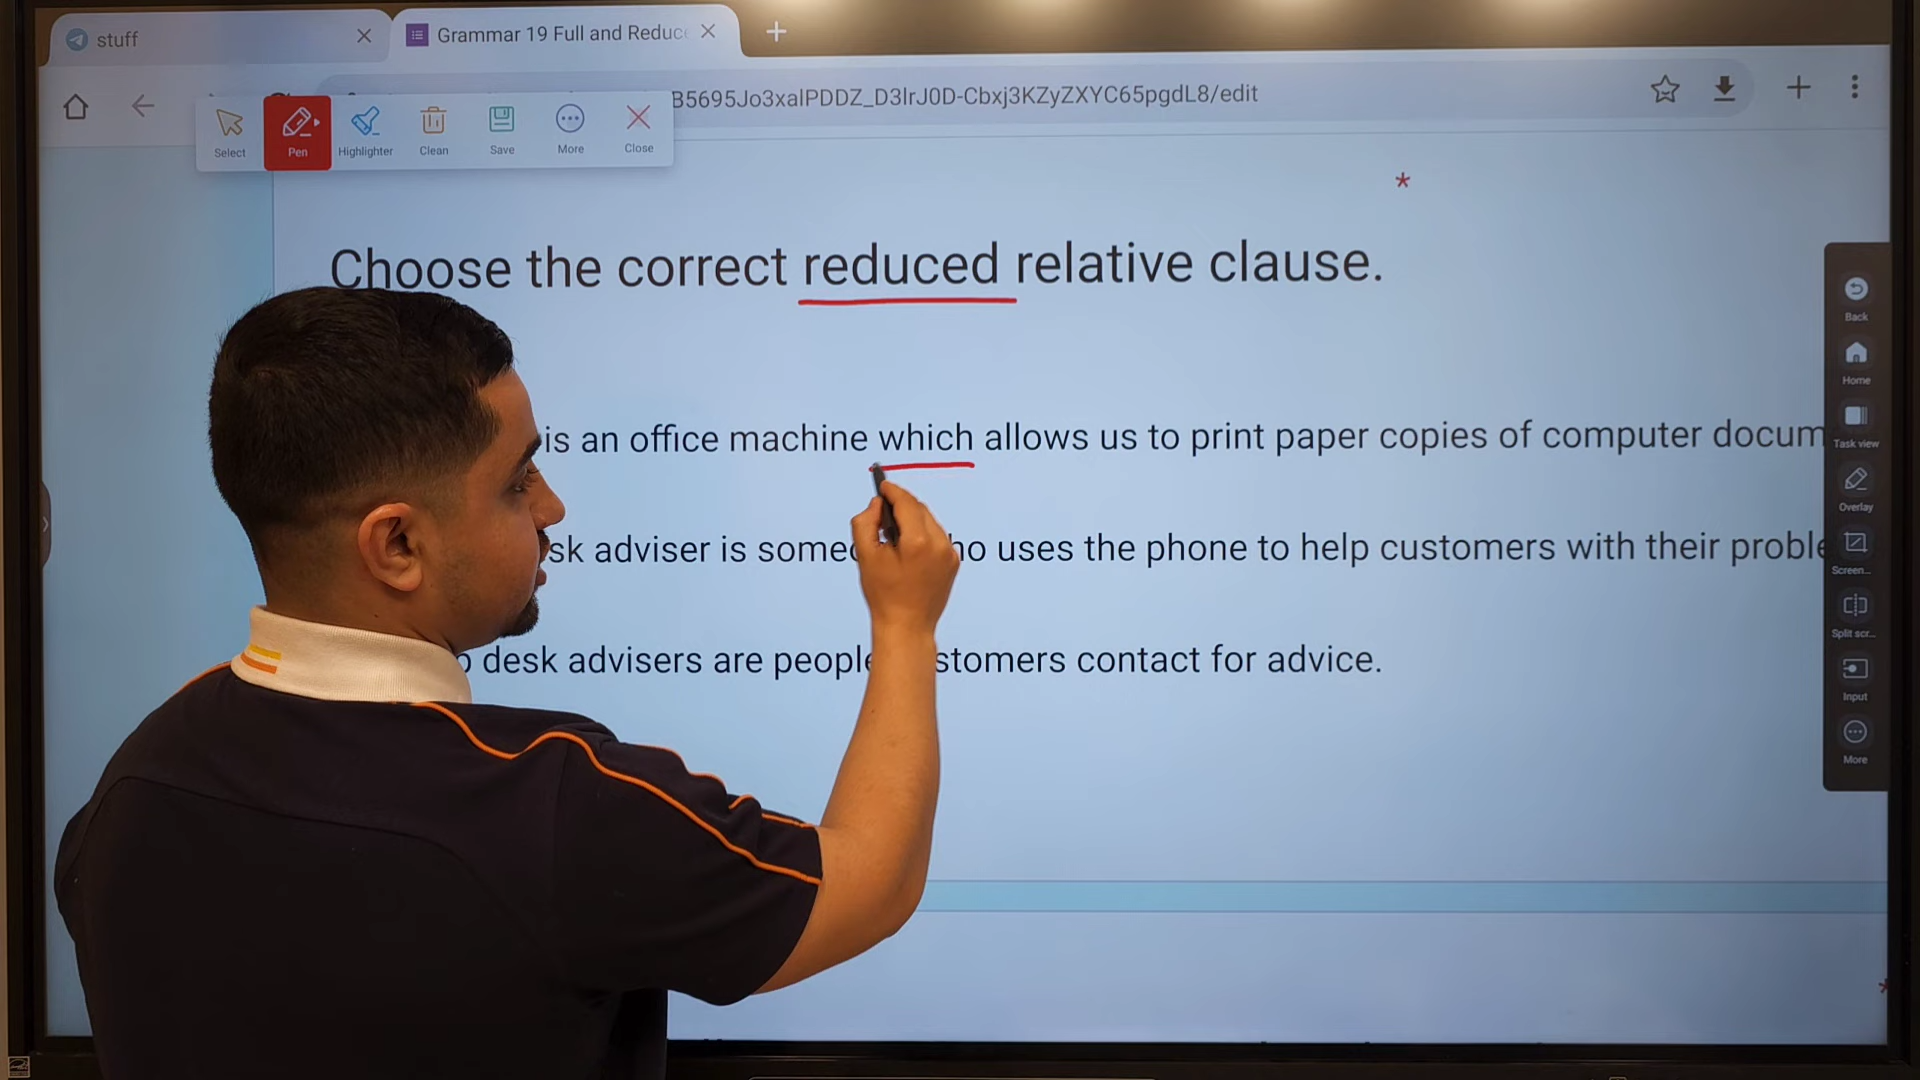 stuff
Grammar 19 Full and Reduc
B5695Jo3xalPDDZ_D3lrJ0D-Cbxj3KZyZXYC65pgdL8/edit
Select
Pen
Highlighter
Clean
Save
More
Close
*
Choose the correct reduced relative clause.
is an office machine which allows us to print paper copies of computer docum
sk adviser is some ho uses the phone to help customers with their proble
desk advisers are people stomers contact for advice.
Back
Home
Task view
Overlay
Screen...
Split scr...
Input
More